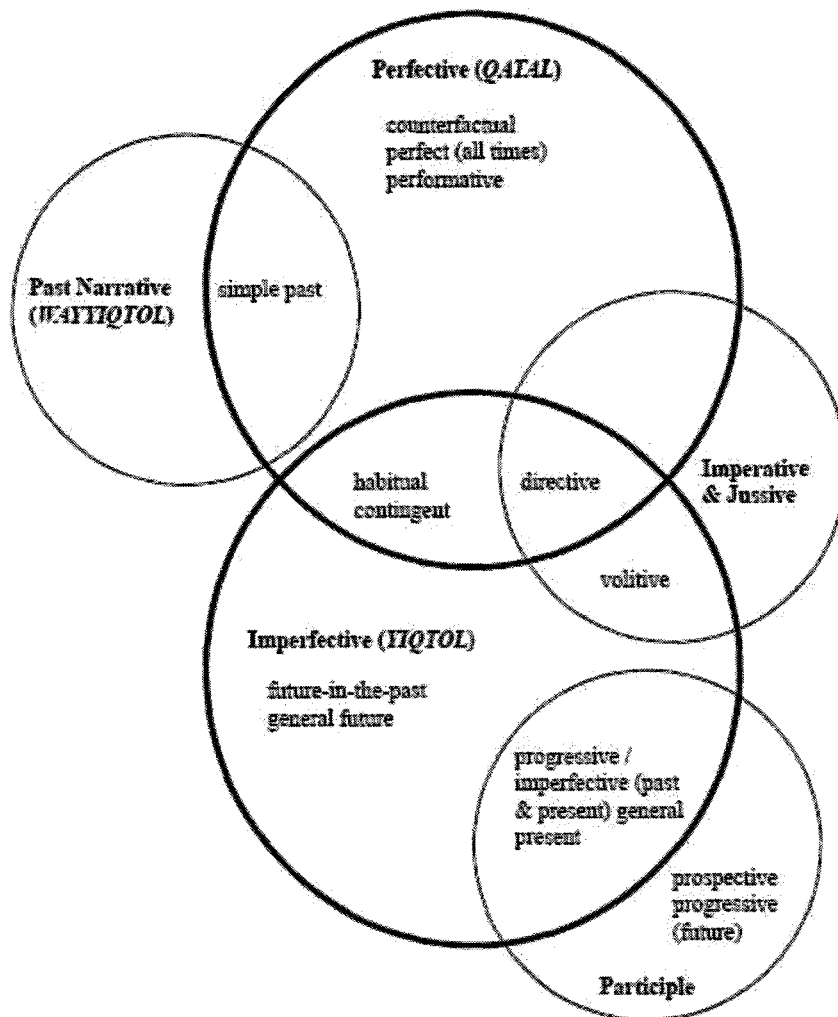 Perfective (QATAL)
counterfactual
perfect (all times)
performative
Past Narrative
(WAYYIQTOL)
simple past
habitual
contingent
directive
Imperative
& Jussive
volitive
Imperfective (YIQTOL)
future-in-the-past
general future
progressive /
imperfective (past
& present) general
present
prospective
progressive
(future)
Participle